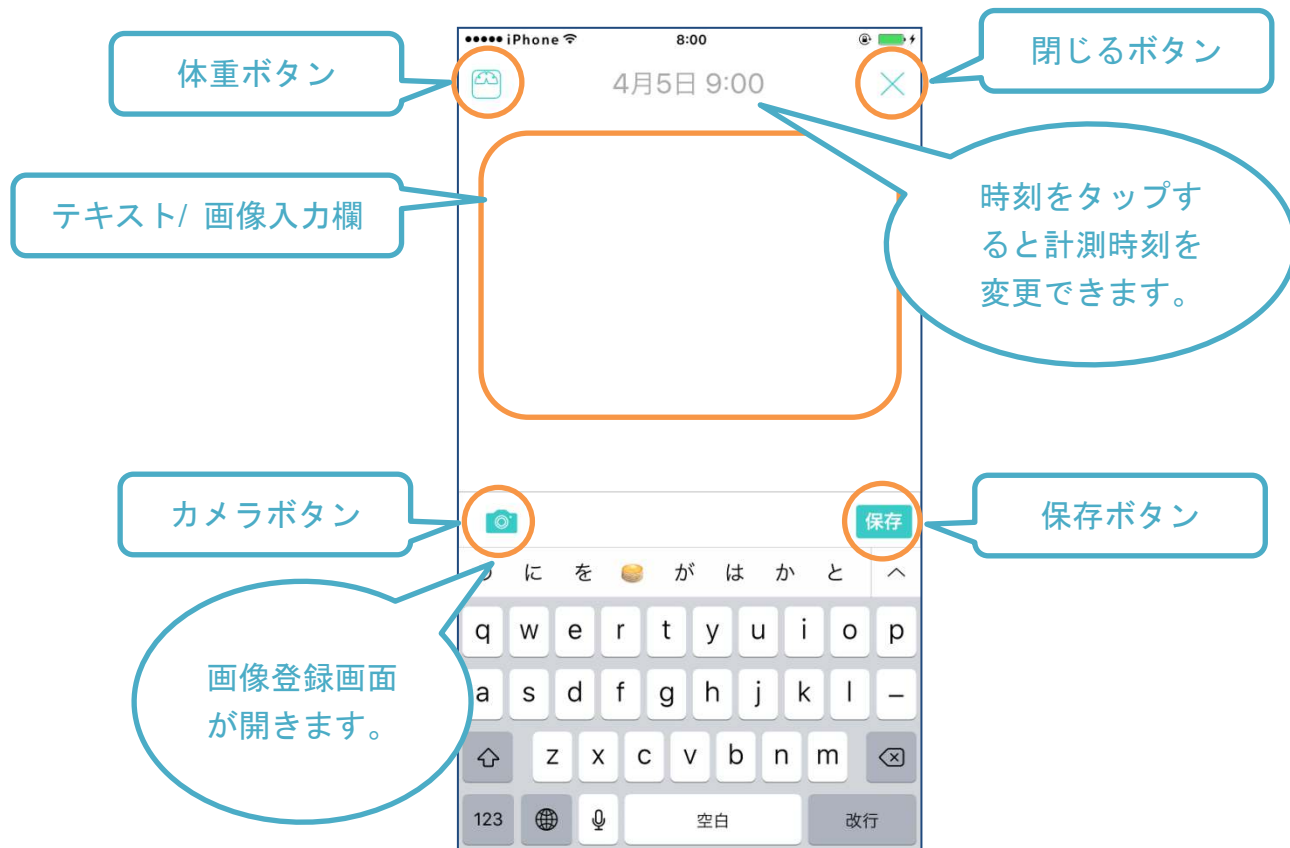 ●●●●● iPhone 8:00
体重ボタン
4月5日 9:00
閉じるボタン
テキスト/ 画像入力欄
時刻をタップす
ると計測時刻を
変更できます。
カメラボタン
保存
保存ボタン
に を が は か と
q w e r t y u i o p
画像登録画面
が開きます。
a s d f g h j k l –
z x c v b n m
123 空白 改行